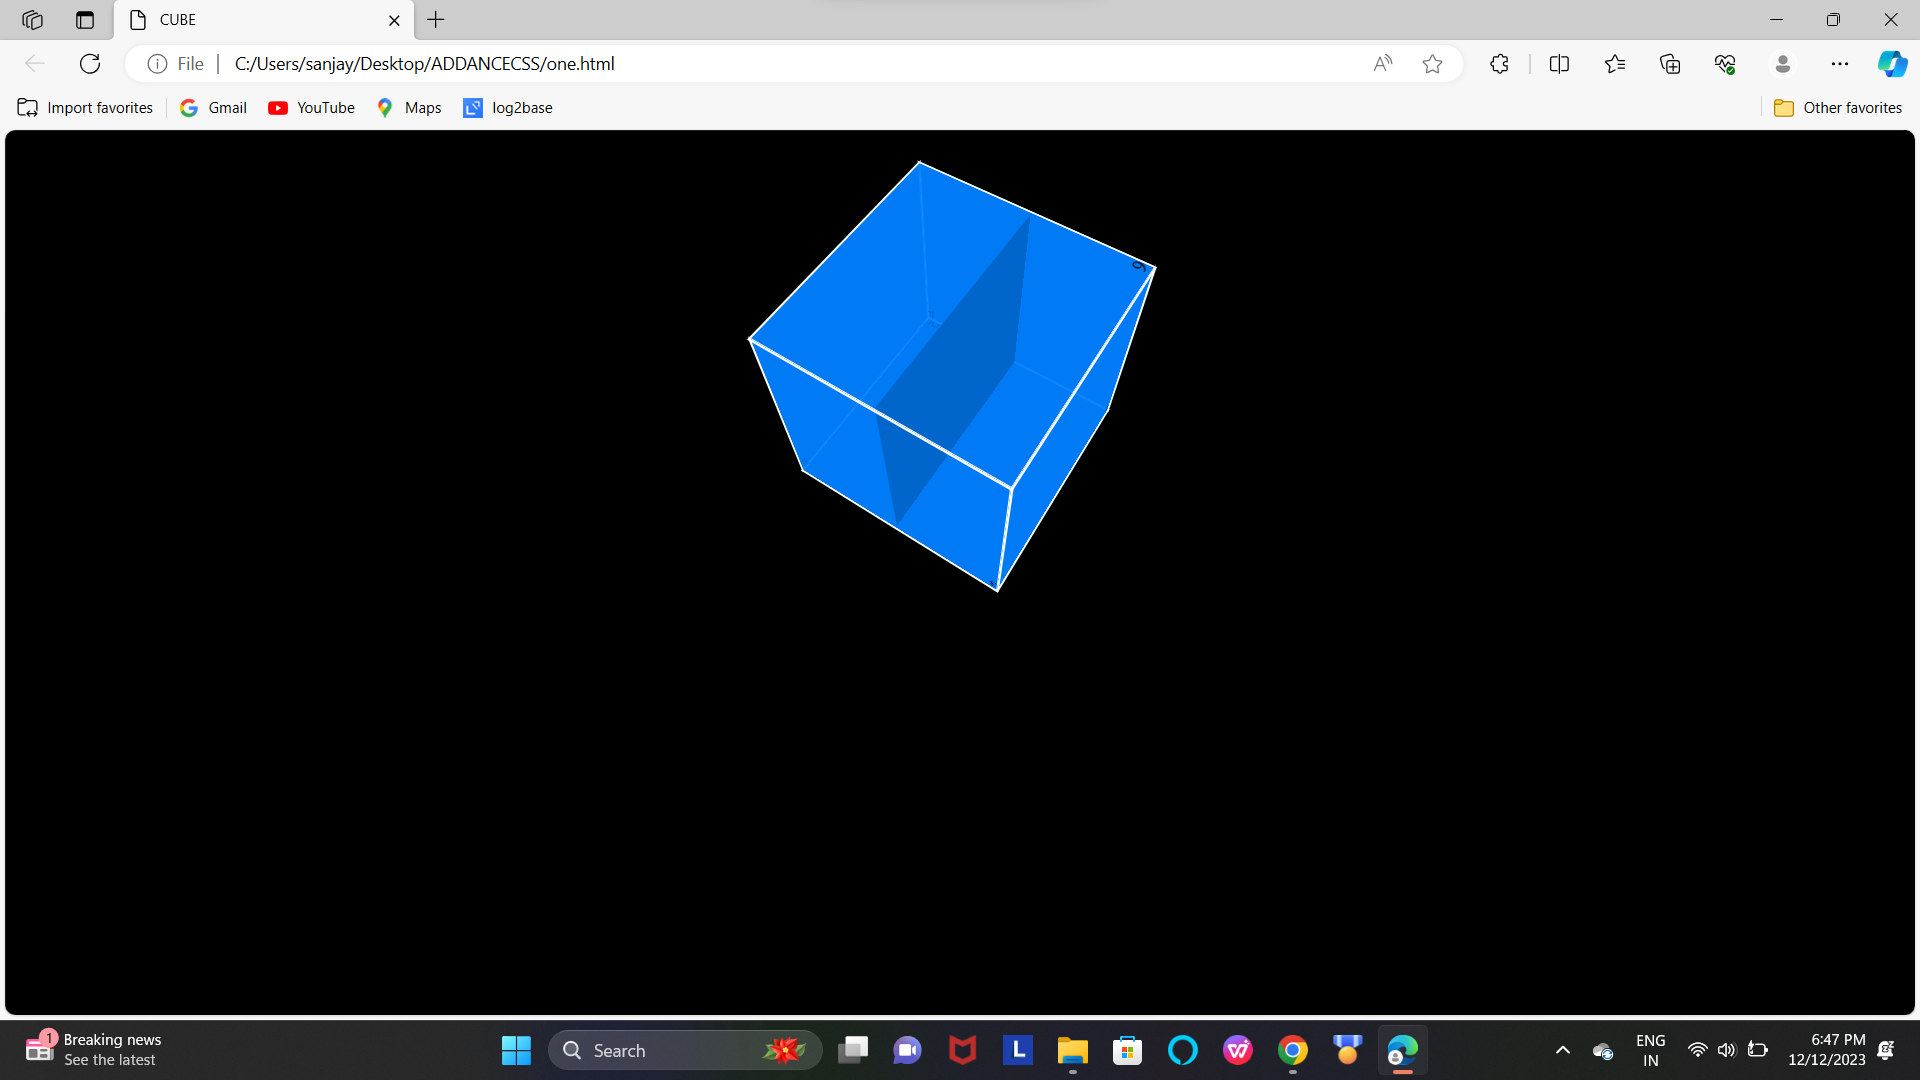 CUBE
File
C:/Users/sanjay/Desktop/ADDANCECSS/one.html
Import favorites
Gmail
YouTube
Maps
log2base
Other favorites
6
1
Breaking news
See the latest
Search
L
ENG
IN
6:47 PM
12/12/2023